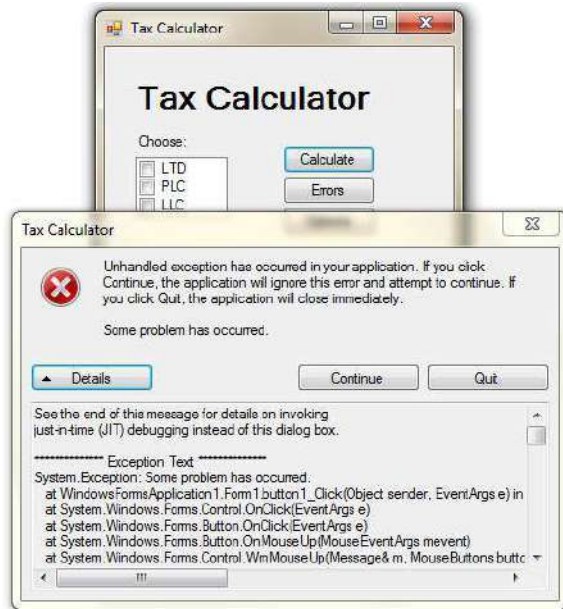 Tax Calculator
Tax Calculator
Choose:
LTD
PLC
LLC
Calculate
Errors
Tax Calculator
Unhandled exception has occurred in your application. If you click
Continue, the application will ignore this error and attempt to continue. If
you click Quit, the application will close immediately.
Some problem has occurred.
Details
Continue
Quit
See the end of this message for details on invoking
just-in-time (JIT) debugging instead of this dialog box.
************** Exception Text **************
System.Exception: Some problem has occurred.
at WindowsFormsApplication1.Form1.button1_Click(Object sender, EventArgs e) in
at System.Windows.Forms.Control.OnClick(EventArgs e)
at System.Windows.Forms.Button.OnClick(EventArgs e)
at System.Windows.Forms.Button.OnMouseUp(MouseEventArgs mevent)
at System.Windows.Forms.Control.WmMouseUp(Message& m, MouseButtons butto